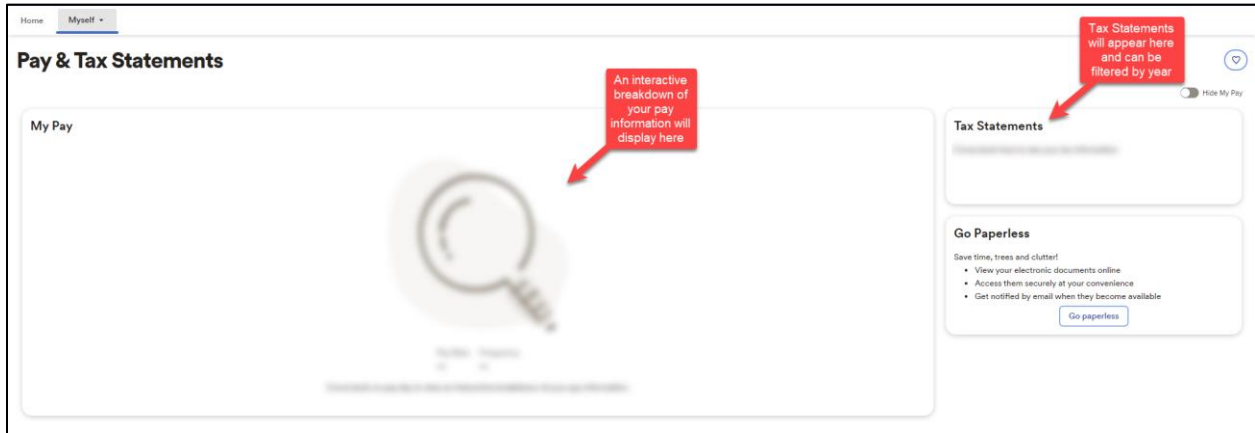 Home Myself
Pay & Tax Statements
Tax Statements
will appear here
and can be
filtered by year
Hide My Pay
An interactive
breakdown of
your pay
information will
display here
My Pay
Tax Statements
Go Paperless
Save time, trees and clutter!
• View your electronic documents online
• Access them securely at your convenience
• Get notified by email when they become available
Go paperless